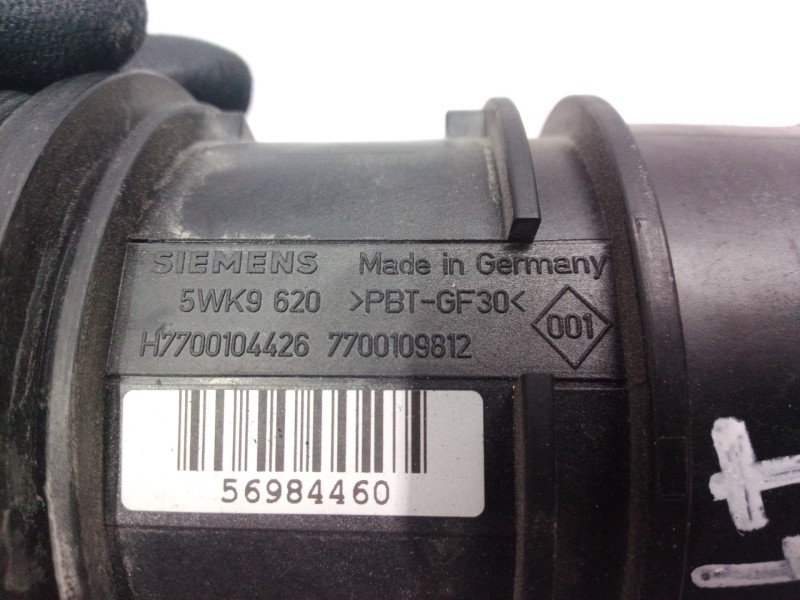 SIEMENS Made in Germany
5WK9 620 >PBT-GF30< 001
H7700104426 7700109812
56984460